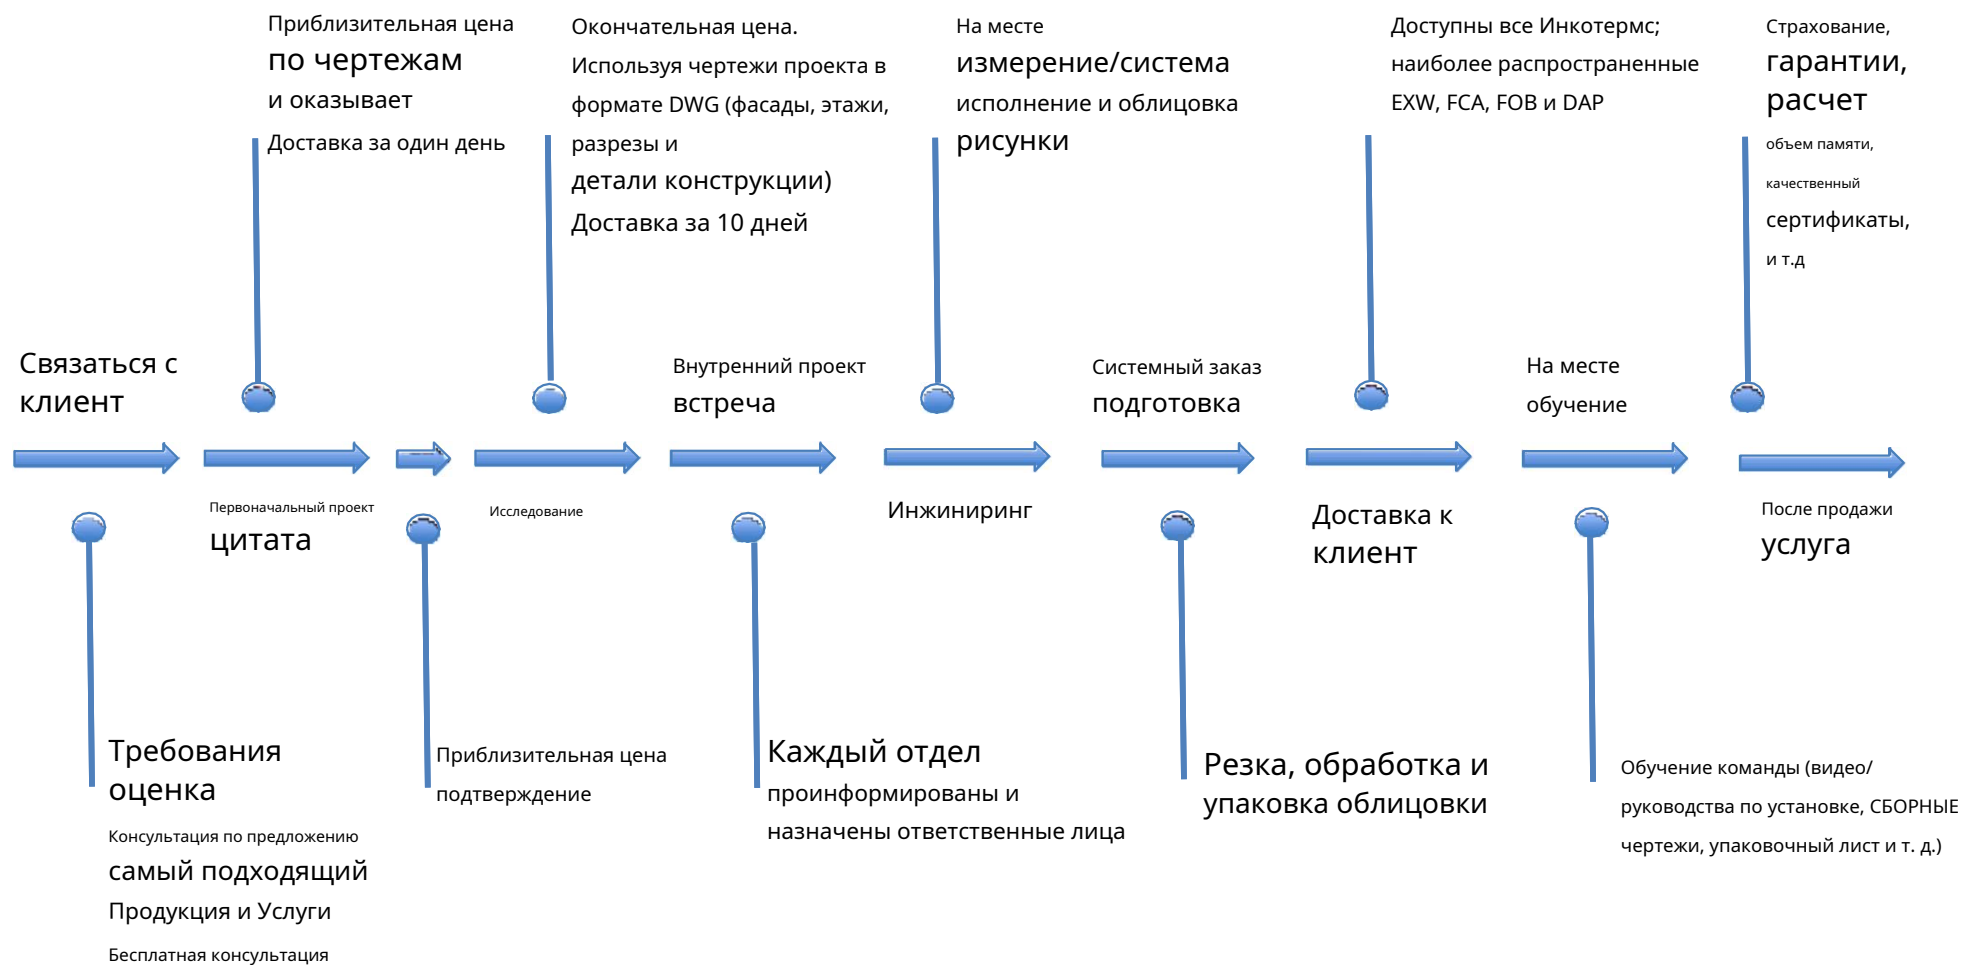 Приблизительная цена
по чертежам
и оказывает
Доставка за один день
Окончательная цена.
Используя чертежи проекта в
формате DWG (фасады, этажи,
разрезы и
детали конструкции)
Доставка за 10 дней
На месте
измерение/система
исполнение и облицовка
рисунки
Доступны все Инкотермс;
наиболее распространенные
EXW, FCA, FOB и DAP
Страхование,
гарантии,
расчет
объем памяти,
качественный
сертификаты,
и т.д
Связаться с
клиент
Внутренний проект
встреча
Системный заказ
подготовка
На месте
обучение
Первоначальный проект
цитата
Исследование
Инжиниринг
Доставка к
клиент
После продажи
услуга
Требования
оценка
Консультация по предложению
самый подходящий
Продукция и Услуги
Бесплатная консультация
Приблизительная цена
подтверждение
Каждый отдел
проинформированы и
назначены ответственные лица
Резка, обработка и
упаковка облицовки
Обучение команды (видео/
руководства по установке, СБОРНЫЕ
чертежи, упаковочный лист и т. д.)